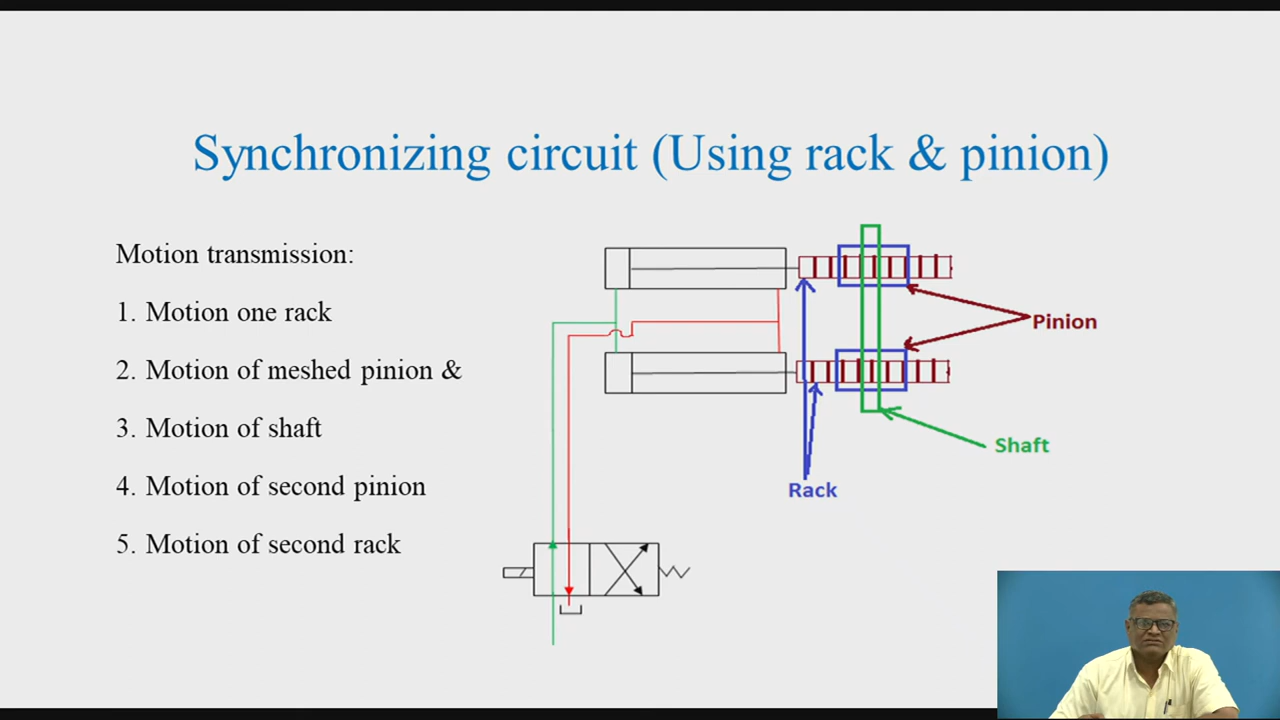 Synchronizing circuit (Using rack & pinion)
Motion transmission:
1. Motion one rack
2. Motion of meshed pinion &
3. Motion of shaft
4. Motion of second pinion
5. Motion of second rack
Pinion
Shaft
Rack